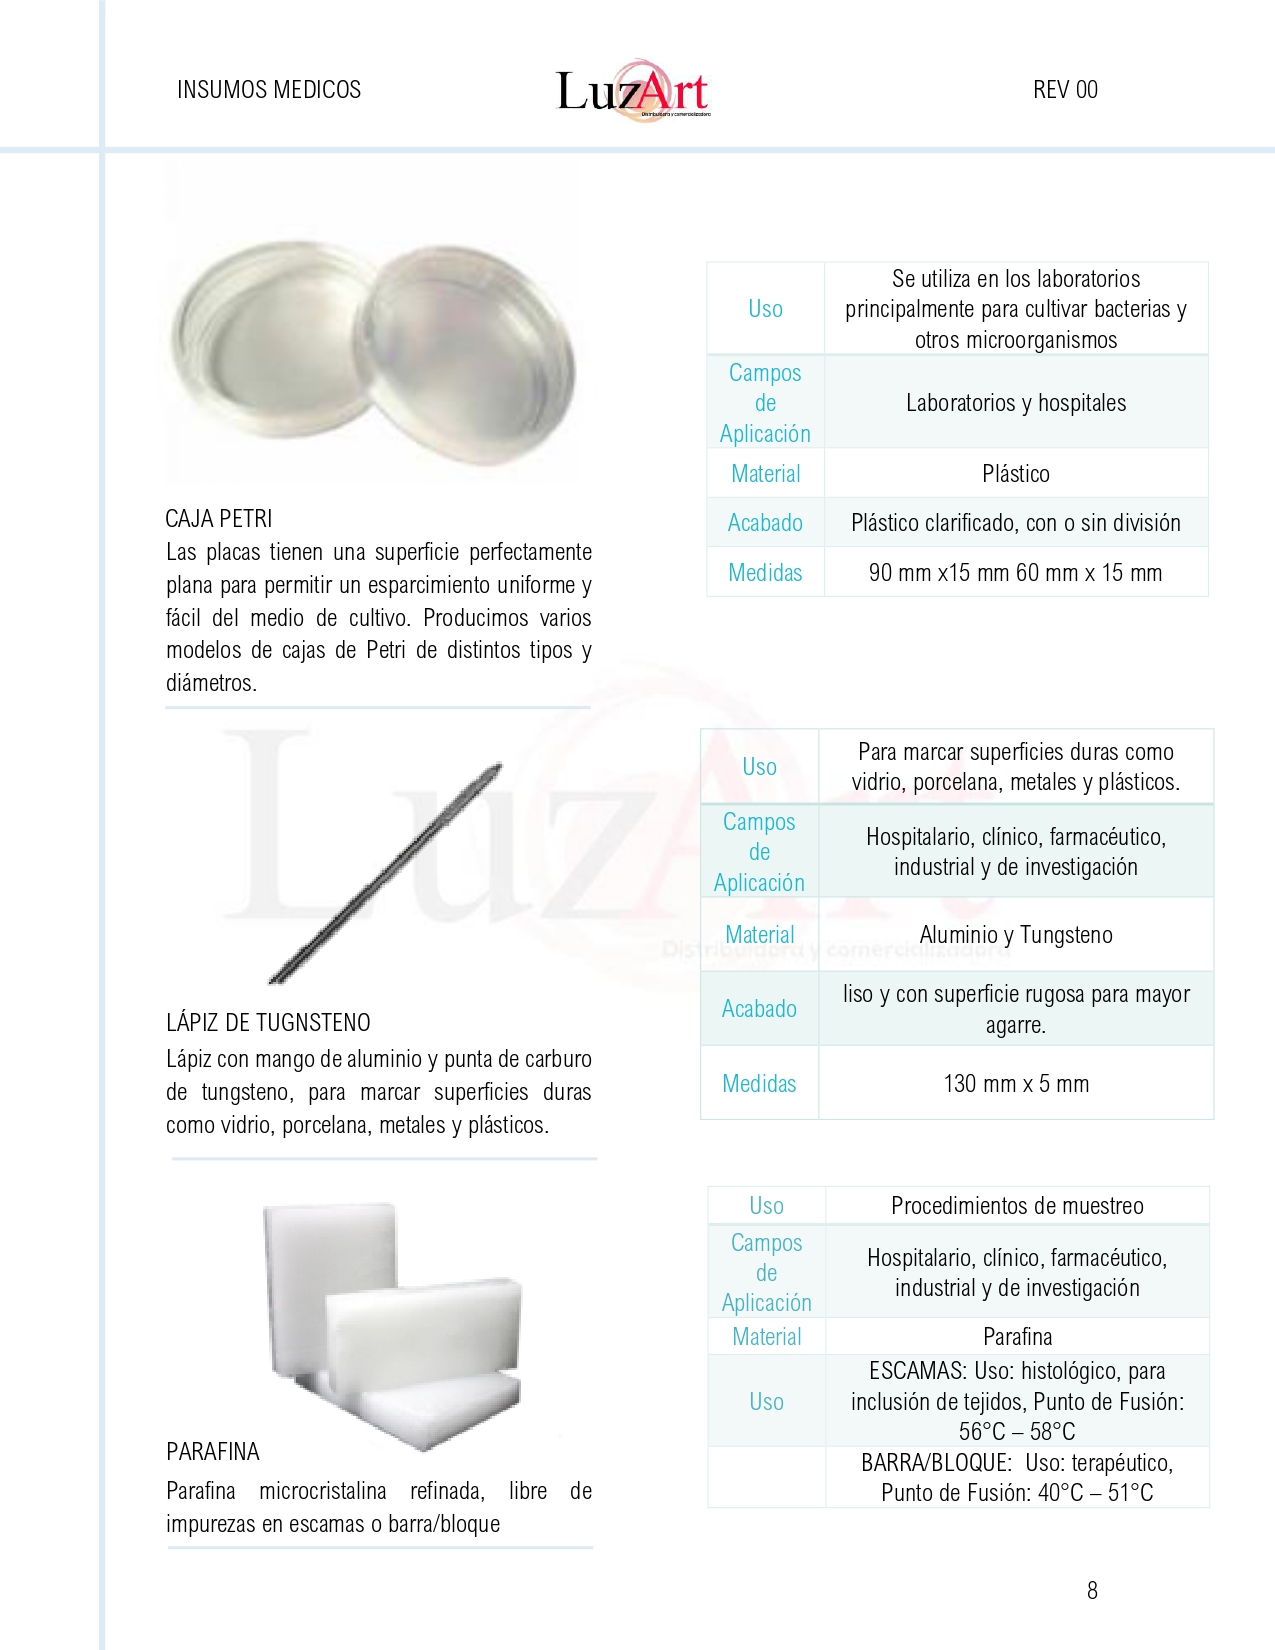 INSUMOS MEDICOS
LuzArt
Distribuidora y comercializadora
REV 00
CAJA PETRI
Las placas tienen una superficie perfectamente
plana para permitir un esparcimiento uniforme y
fácil del medio de cultivo. Producimos varios
modelos de cajas de Petri de distintos tipos y
diámetros.
Uso
Se utiliza en los laboratorios
principalmente para cultivar bacterias y
otros microorganismos
Campos
de
Aplicación
Laboratorios y hospitales
Material
Plástico
Acabado
Plástico clarificado, con o sin división
Medidas
90 mm x15 mm 60 mm x 15 mm
LuzArt
Distribuidora y comercializadora
LÁPIZ DE TUGNSTENO
Lápiz con mango de aluminio y punta de carburo
de tungsteno, para marcar superficies duras
como vidrio, porcelana, metales y plásticos.
Uso
Para marcar superficies duras como
vidrio, porcelana, metales y plásticos.
Campos
de
Aplicación
Hospitalario, clínico, farmacéutico,
industrial y de investigación
Material
Aluminio y Tungsteno
Acabado
liso y con superficie rugosa para mayor
agarre.
Medidas
130 mm x 5 mm
PARAFINA
Parafina microcristalina refinada, libre de
impurezas en escamas o barra/bloque
Uso
Procedimientos de muestreo
Campos
de
Aplicación
Hospitalario, clínico, farmacéutico,
industrial y de investigación
Material
Parafina
Uso
ESCAMAS: Uso: histológico, para
inclusión de tejidos, Punto de Fusión:
56°C – 58°C
BARRA/BLOQUE:  Uso: terapéutico,
Punto de Fusión: 40°C – 51°C
8